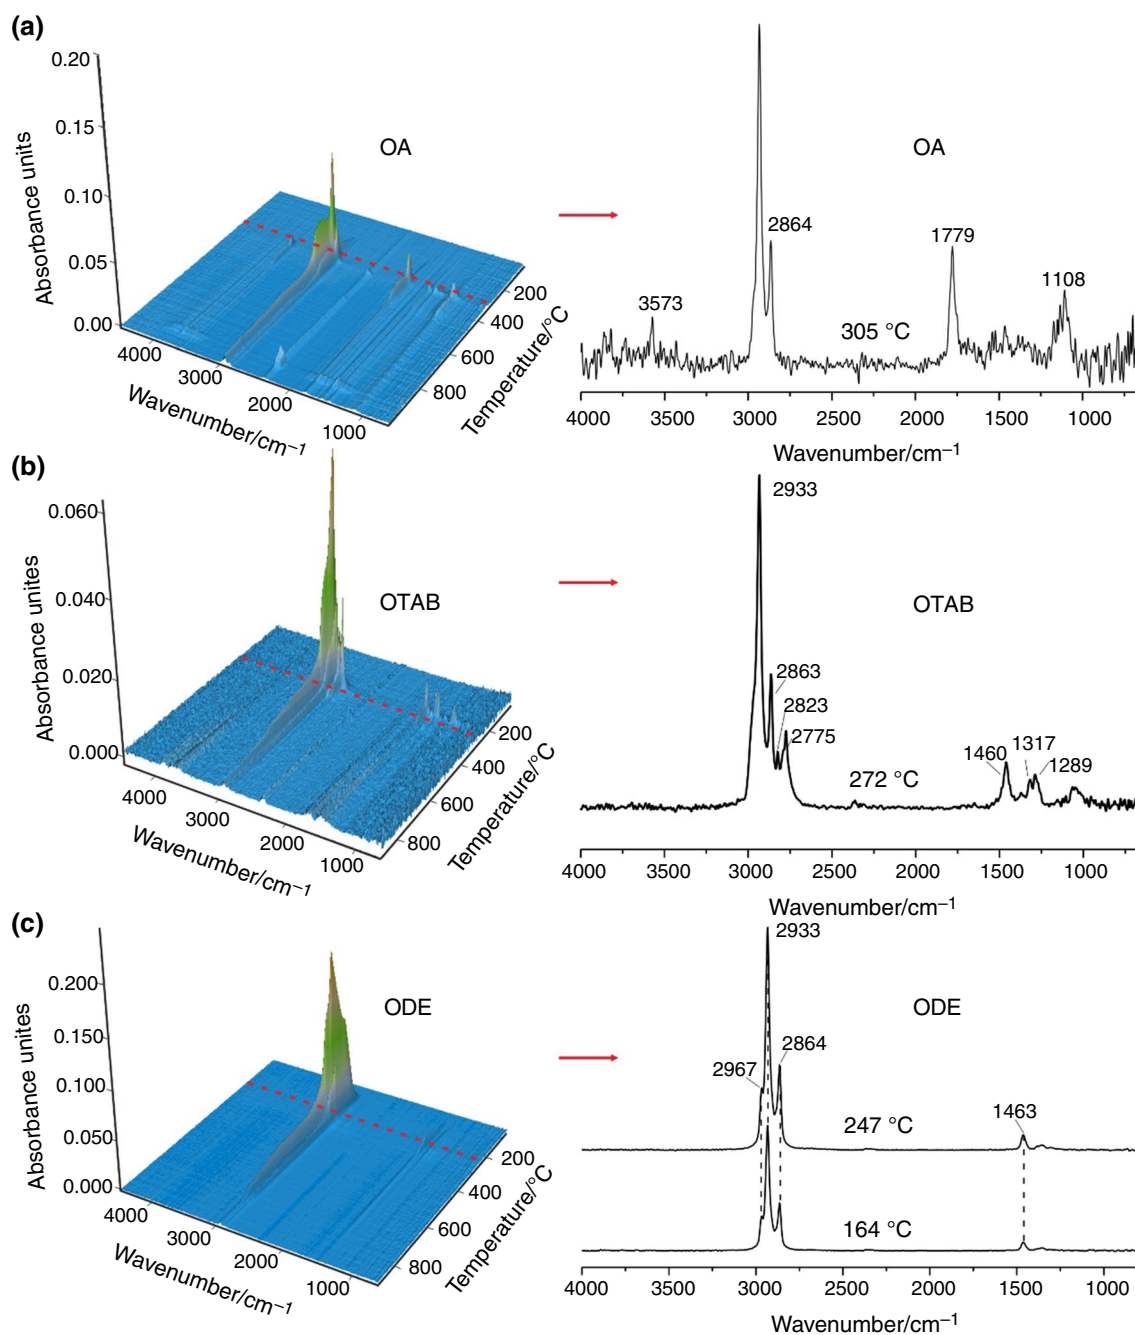 (a)
0.20
0.15
0.10
0.05
0.00
Absorbance units
4000
3000
2000
1000
Wavenumber/cm⁻¹
200
400
600
800
Temperature/°C
OA
OA
2864
3573
1779
1108
305 °C
4000 3500 3000 2500 2000 1500 1000
Wavenumber/cm⁻¹
(b)
0.060
0.040
0.020
0.000
Absorbance unites
4000
3000
2000
1000
Wavenumber/cm⁻¹
200
400
600
800
Temperature/°C
OTAB
OTAB
2933
2863
2823
2775
1460
1317
1289
272 °C
4000 3500 3000 2500 2000 1500 1000
Wavenumber/cm⁻¹
(c)
0.200
0.150
0.100
0.050
0.000
Absorbance unites
4000
3000
2000
1000
Wavenumber/cm⁻¹
200
400
600
800
Temperature/°C
ODE
ODE
2933
2967
2864
1463
247 °C
164 °C
4000 3500 3000 2500 2000 1500 1000
Wavenumber/cm⁻¹